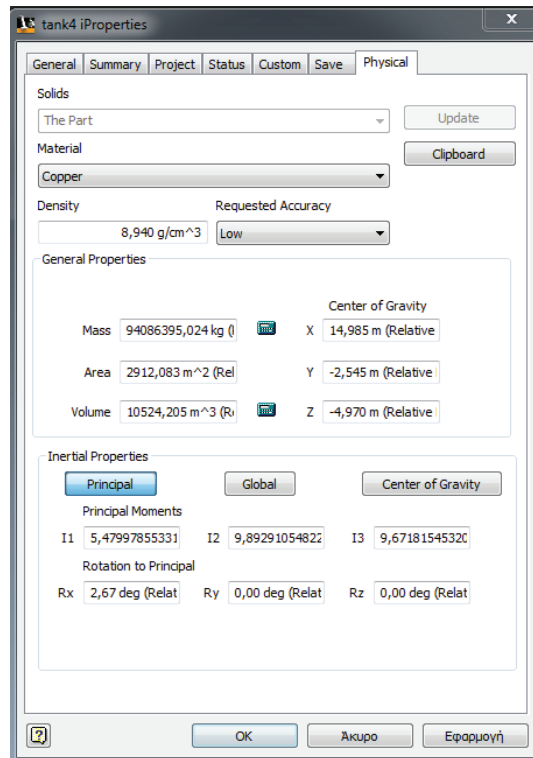 tank4 iProperties
General Summary Project Status Custom Save Physical
Solids
The Part Update
Material
Clipboard
Copper
Density Requested Accuracy
8,940 g/cm^3 Low
General Properties
Center of Gravity
Mass 94086395,024 kg (I X 14,985 m (Relative
Area 2912,083 m^2 (Rel Y -2,545 m (Relative
Volume 10524,205 m^3 (R Z -4,970 m (Relative
Inertial Properties
Principal Global Center of Gravity
Principal Moments
I1 5,47997855331 I2 9,89291054822 I3 9,67181545320
Rotation to Principal
Rx 2,67 deg (Relat Ry 0,00 deg (Relat Rz 0,00 deg (Relat
OK Άκυρο Εφαρμογή